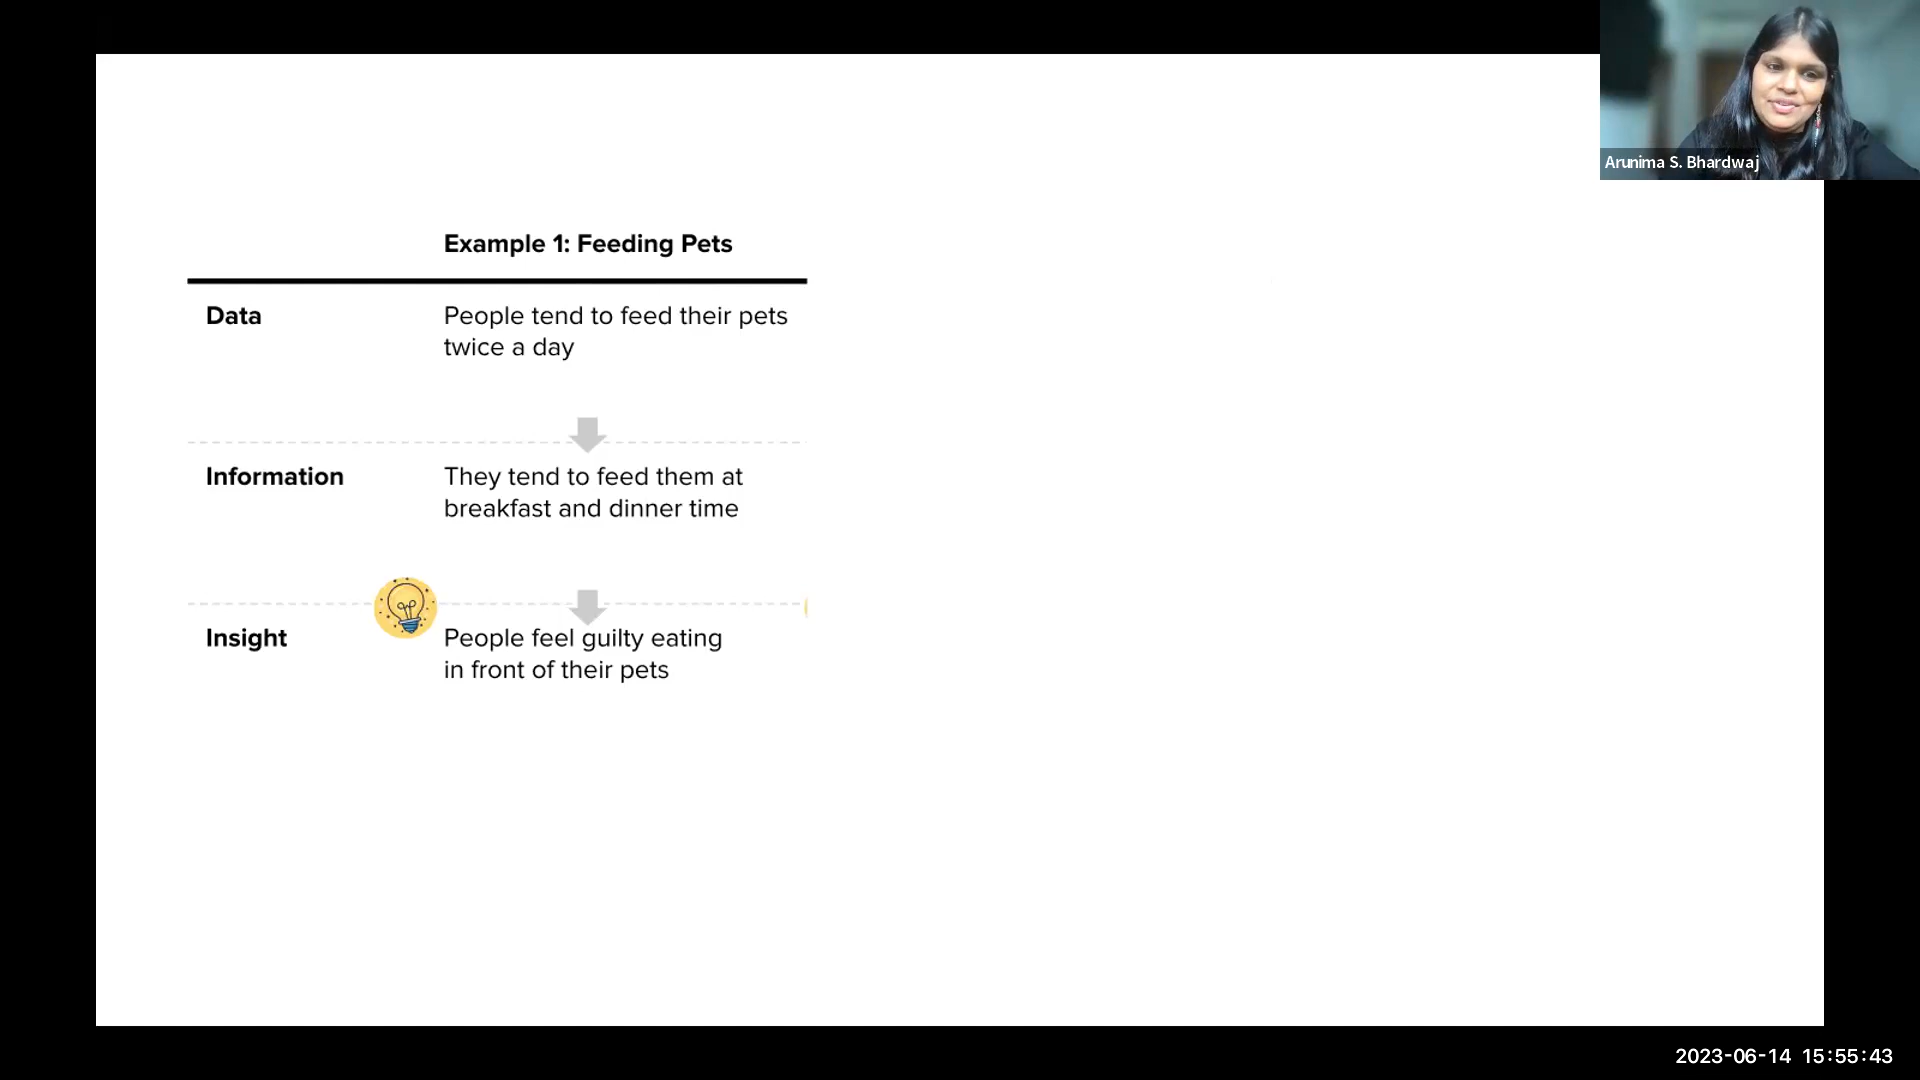 Arunima S. Bhardwaj
Example 1: Feeding Pets
Data
People tend to feed their pets
twice a day
Information
They tend to feed them at
breakfast and dinner time
Insight
People feel guilty eating
in front of their pets
2023-06-14 15:55:43